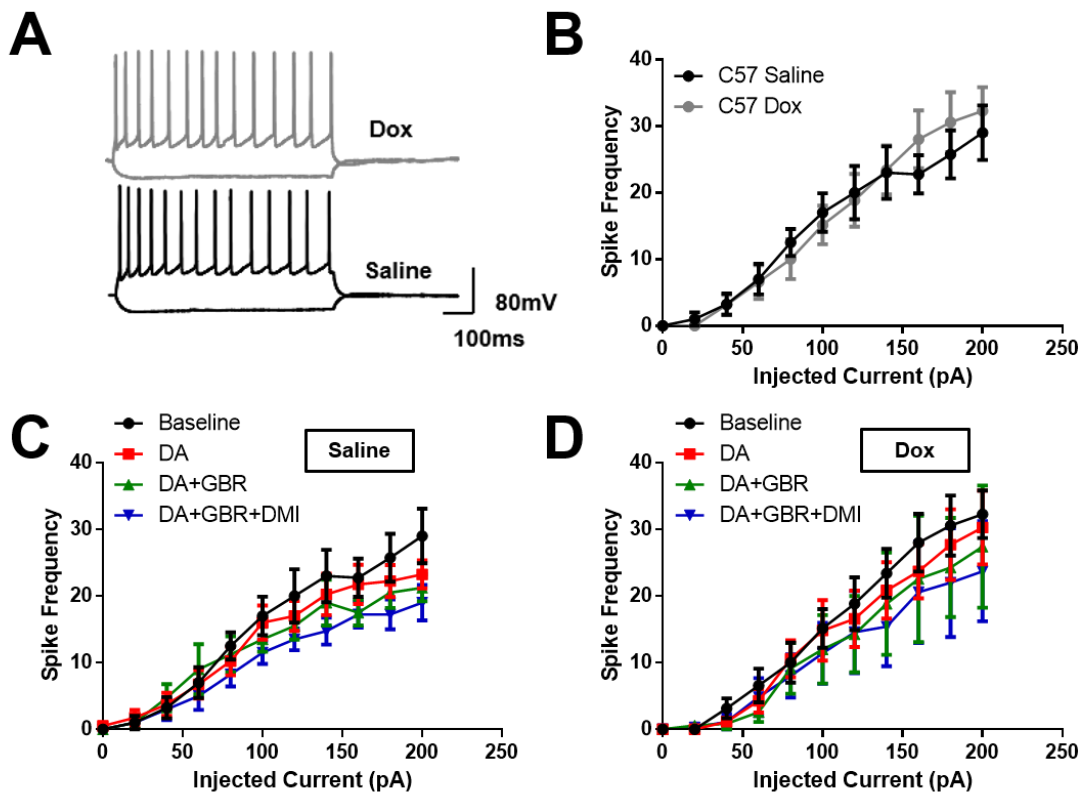 A
Dox
Saline
80mV
100ms
B
C57 Saline
C57 Dox
Spike Frequency
40
30
20
10
0
0 50 100 150 200 250
Injected Current (pA)
C
Baseline
DA
DA+GBR
DA+GBR+DMI
Saline
Spike Frequency
40
30
20
10
0
0 50 100 150 200 250
Injected Current (pA)
D
Baseline
DA
DA+GBR
DA+GBR+DMI
Dox
Spike Frequency
40
30
20
10
0
0 50 100 150 200 250
Injected Current (pA)